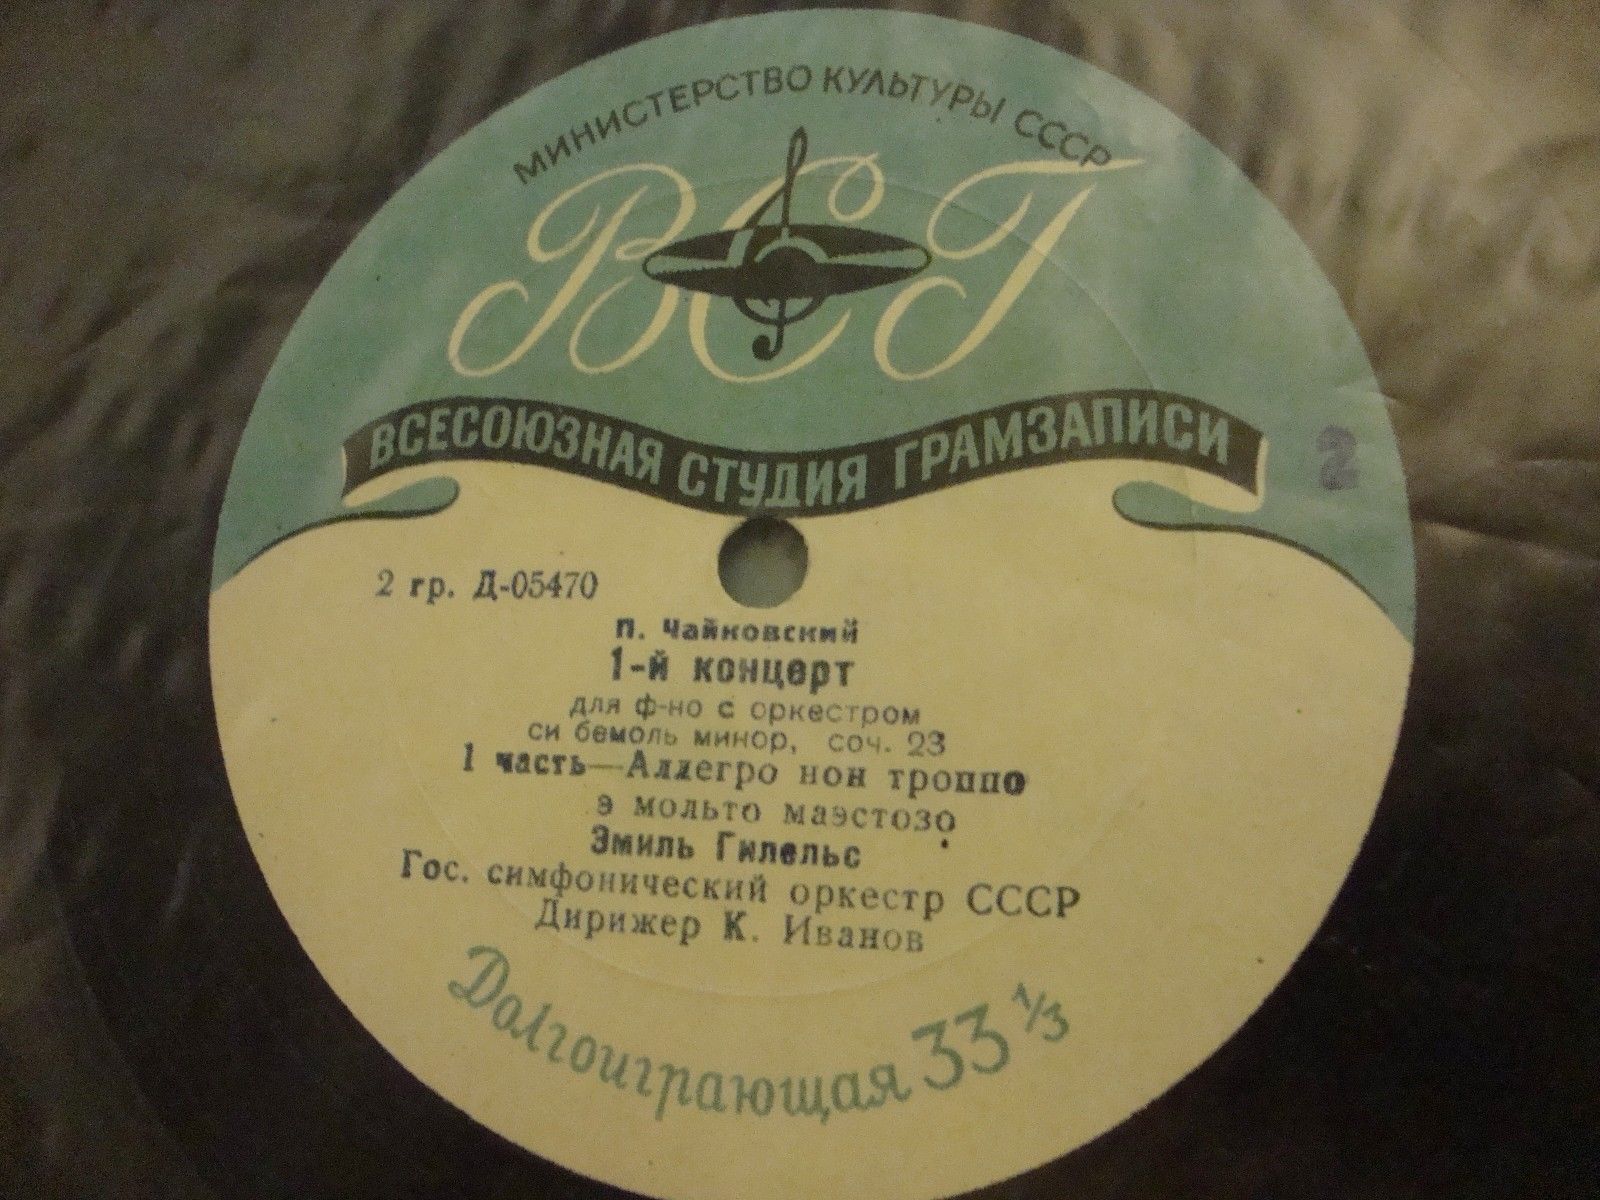 МИНИСТЕРСТВО КУЛЬТУРЫ СССР
ВСГ
ВСЕСОЮЗНАЯ СТУДИЯ ГРАМЗАПИСИ
2
2 гр. Д-05470
П. Чайковский
1-й концерт
для ф-но с оркестром
си бемоль минор, соч. 23
1 часть—Аллегро нон троппо
э мольто маэстозо
Эмиль Гилельс
Гос. симфонический оркестр СССР
Дирижер К. Иванов
Долгоиграющая 33 1/3